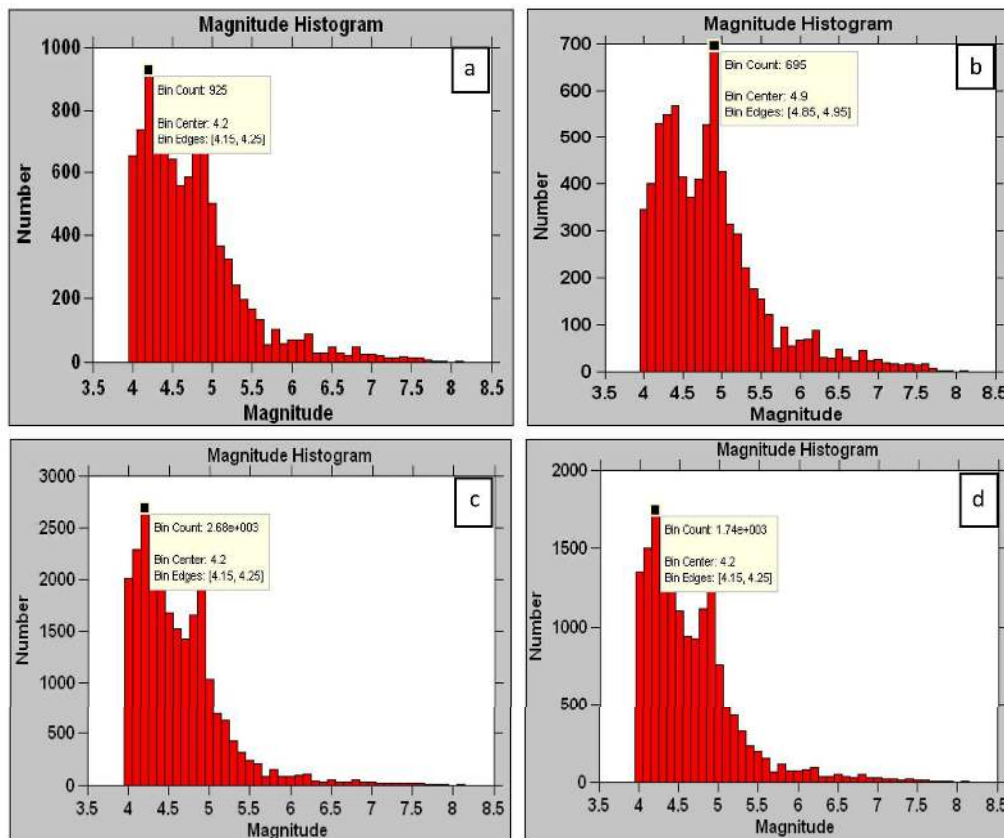 Magnitude Histogram
a
Bin Count: 925
Bin Center: 4.2
Bin Edges: [4.15, 4.25]
Number
1000
800
600
400
200
0
3.5 4 4.5 5 5.5 6 6.5 7 7.5 8 8.5
Magnitude
Magnitude Histogram
b
Bin Count: 695
Bin Center: 4.9
Bin Edges: [4.85, 4.95]
Number
700
600
500
400
300
200
100
0
3.5 4 4.5 5 5.5 6 6.5 7 7.5 8 8.5
Magnitude
Magnitude Histogram
c
Bin Count: 2.68e+003
Bin Center: 4.2
Bin Edges: [4.15, 4.25]
Number
3000
2500
2000
1500
1000
500
0
3.5 4 4.5 5 5.5 6 6.5 7 7.5 8 8.5
Magnitude
Magnitude Histogram
d
Bin Count: 1.74e+003
Bin Center: 4.2
Bin Edges: [4.15, 4.25]
Number
2000
1500
1000
500
0
3.5 4 4.5 5 5.5 6 6.5 7 7.5 8 8.5
Magnitude